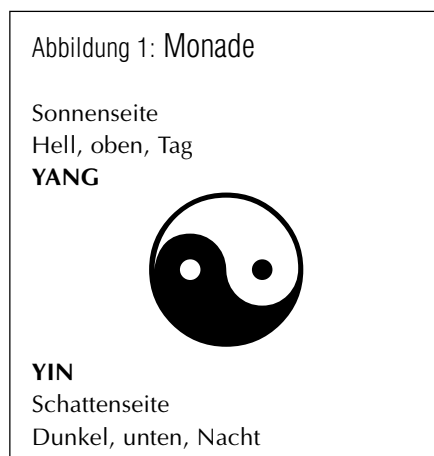 Abbildung 1: Monade
Sonnenseite
Hell, oben, Tag
YANG
YIN
Schattenseite
Dunkel, unten, Nacht